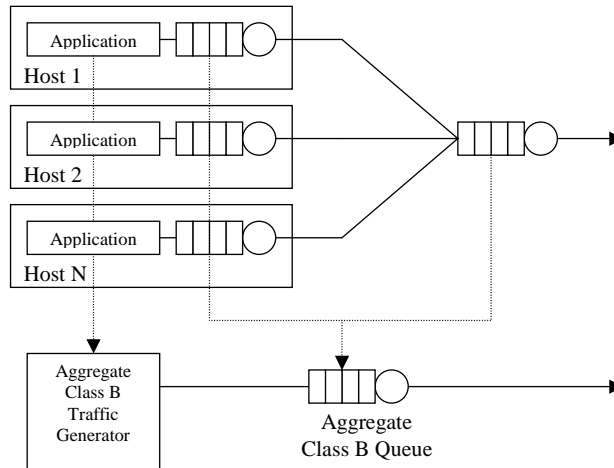 Application
Host 1
Application
Host 2
Application
Host N
Aggregate
Class B
Traffic
Generator
Aggregate
Class B Queue